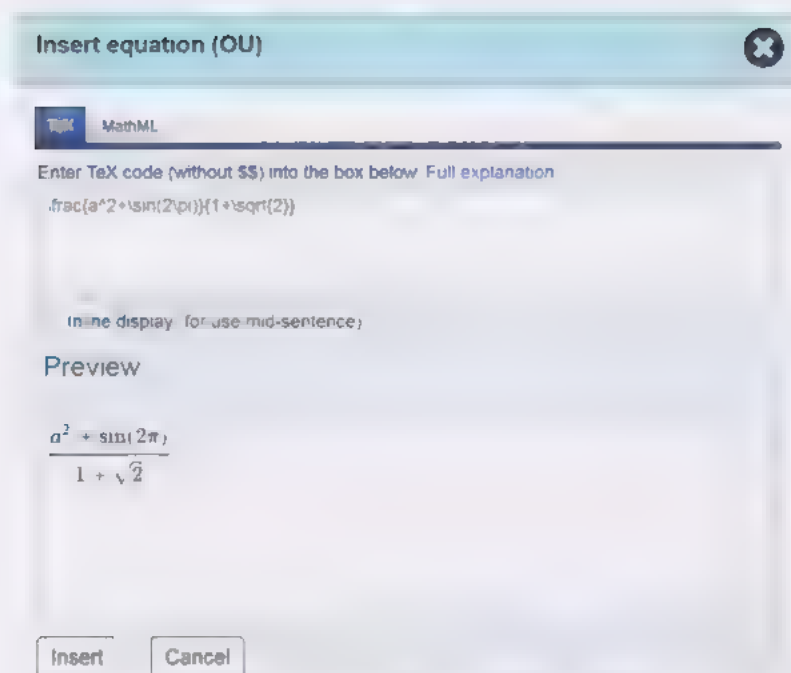 Insert equation (OU)
TeX MathML
Enter TeX code (without $$) into the box below Full explanation
\frac{a^2+\sin(2\pi)}{1+\sqrt{2}}
Inline display (for use mid-sentence)
Preview
a² + sin(2π)
1 + √2
Insert Cancel